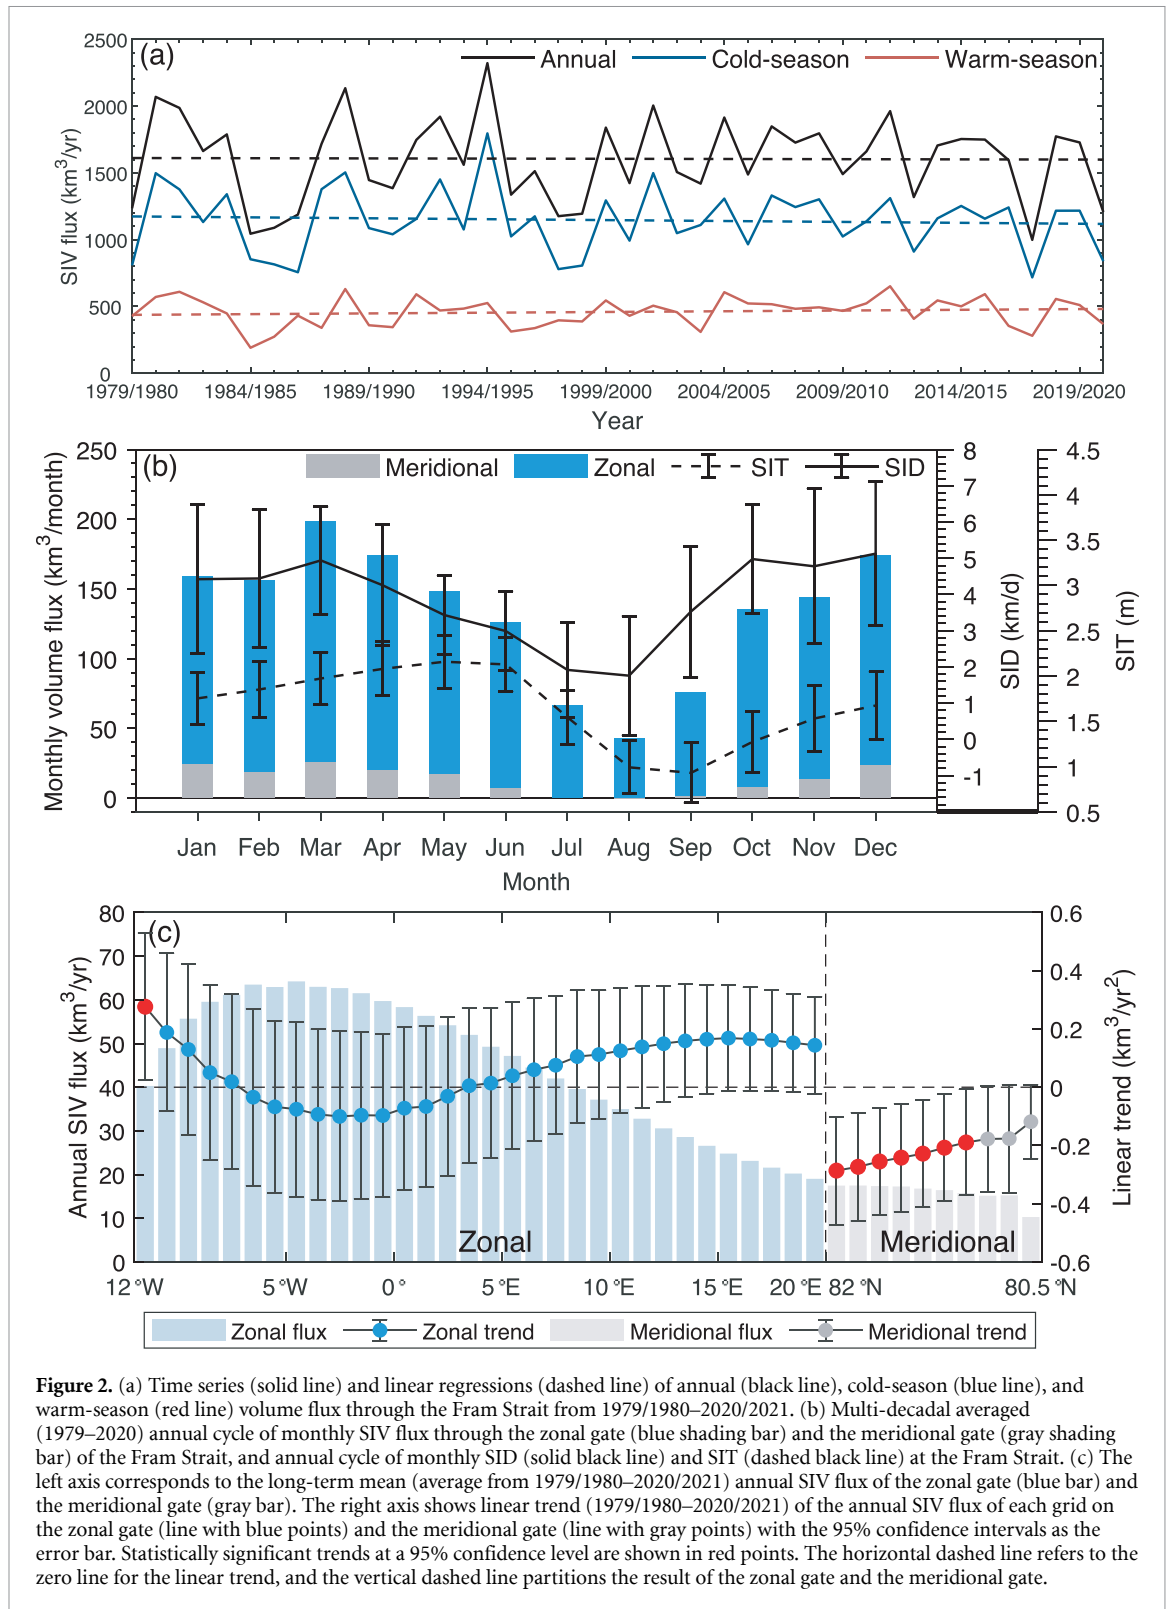 (a)
Annual
Cold-season
Warm-season
SIV flux (km³/yr)
2500
2000
1500
1000
500
0
1979/1980
1984/1985
1989/1990
1994/1995
1999/2000
2004/2005
2009/2010
2014/2015
2019/2020
Year
(b)
Meridional
Zonal
SIT
SID
Monthly volume flux (km³/month)
250
200
150
100
50
0
8
7
6
5
4
3
2
1
0
-1
SID (km/d)
4.5
4
3.5
3
2.5
2
1.5
1
0.5
SIT (m)
Jan Feb Mar Apr May Jun Jul Aug Sep Oct Nov Dec
Month
(c)
Annual SIV flux (km³/yr)
80
70
60
50
40
30
20
10
0
0.6
0.4
0.2
0
-0.2
-0.4
-0.6
Linear trend (km³/yr²)
Zonal
Meridional
12°W 5°W 0° 5°E 10°E 15°E 20°E 82°N 80.5°N
Zonal flux
Zonal trend
Meridional flux
Meridional trend
Figure 2. (a) Time series (solid line) and linear regressions (dashed line) of annual (black line), cold-season (blue line), and
warm-season (red line) volume flux through the Fram Strait from 1979/1980–2020/2021. (b) Multi-decadal averaged
(1979–2020) annual cycle of monthly SIV flux through the zonal gate (blue shading bar) and the meridional gate (gray shading
bar) of the Fram Strait, and annual cycle of monthly SID (solid black line) and SIT (dashed black line) at the Fram Strait. (c) The
left axis corresponds to the long-term mean (average from 1979/1980–2020/2021) annual SIV flux of the zonal gate (blue bar) and
the meridional gate (gray bar). The right axis shows linear trend (1979/1980–2020/2021) of the annual SIV flux of each grid on
the zonal gate (line with blue points) and the meridional gate (line with gray points) with the 95% confidence intervals as the
error bar. Statistically significant trends at a 95% confidence level are shown in red points. The horizontal dashed line refers to the
zero line for the linear trend, and the vertical dashed line partitions the result of the zonal gate and the meridional gate.